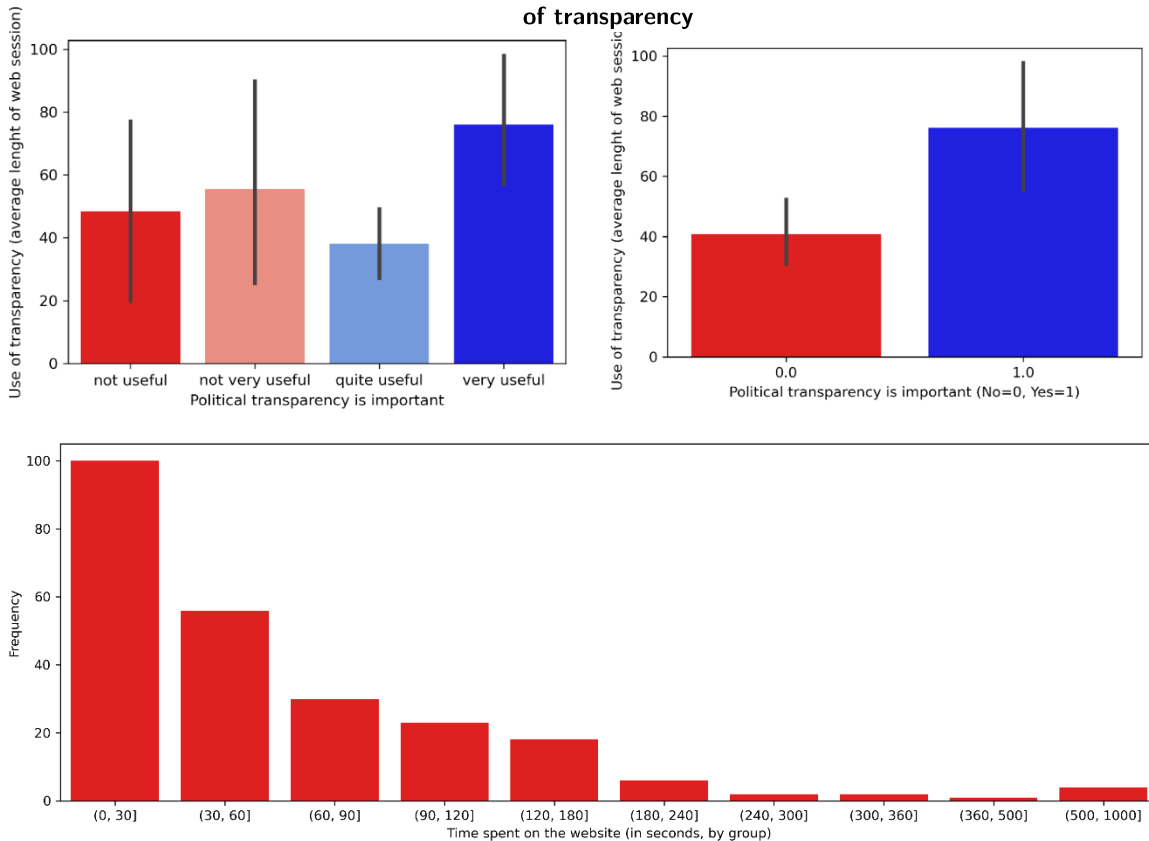 of transparency
Use of transparency (average lenght of web session)
100
80
60
40
20
0
not useful
not very useful
quite useful
very useful
Political transparency is important
Use of transparency (average lenght of web sessic
100
80
60
40
20
0
0.0
1.0
Political transparency is important (No=0, Yes=1)
Frequency
100
80
60
40
20
0
(0, 30]
(30, 60]
(60, 90]
(90, 120]
(120, 180]
(180, 240]
(240, 300]
(300, 360]
(360, 500]
(500, 1000]
Time spent on the website (in seconds, by group)